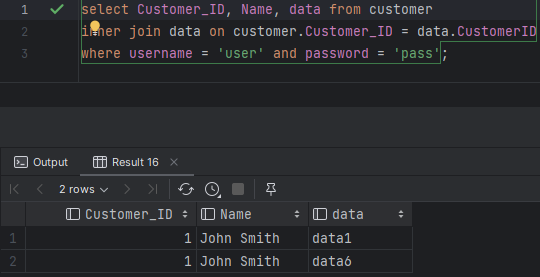 1 select Customer_ID, Name, data from customer
2 inner join data on customer.Customer_ID = data.CustomerID
3 where username = 'user' and password = 'pass';
Output Result 16 ×
2 rows
Customer_ID Name data
1 1 John Smith data1
2 1 John Smith data6